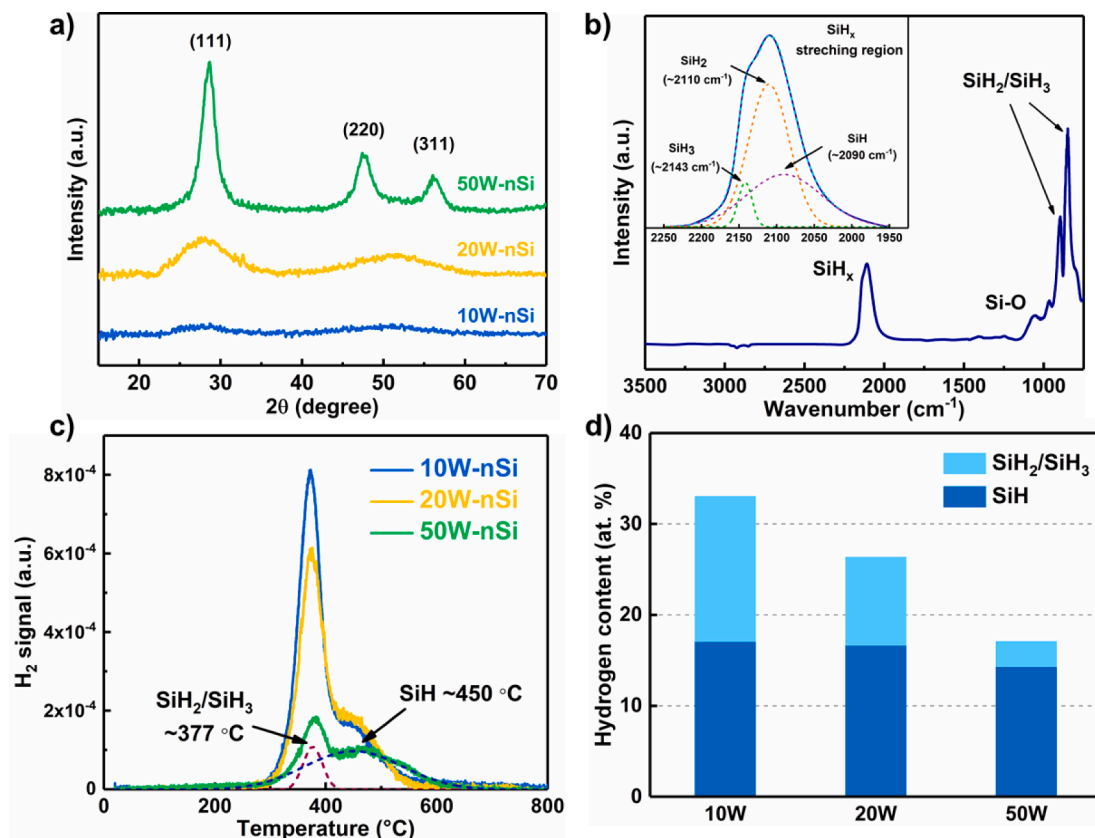 a)
(111)
(220)
(311)
50W-nSi
20W-nSi
10W-nSi
Intensity (a.u.)
20 30 40 50 60 70
2θ (degree)
b)
SiHx
streching region
SiH2
(~2110 cm-1)
SiH3
(~2143 cm-1)
SiH
(~2090 cm-1)
2250 2200 2150 2100 2050 2000 1950
SiH2/SiH3
SiHx
Si-O
Intensity (a.u.)
3500 3000 2500 2000 1500 1000
Wavenumber (cm-1)
c)
10W-nSi
20W-nSi
50W-nSi
8x10-4
6x10-4
4x10-4
2x10-4
0
H2 signal (a.u.)
SiH2/SiH3
~377 °C
SiH ~450 °C
0 200 400 600 800
Temperature (°C)
d)
SiH2/SiH3
SiH
40
30
20
10
0
Hydrogen content (at. %)
10W 20W 50W